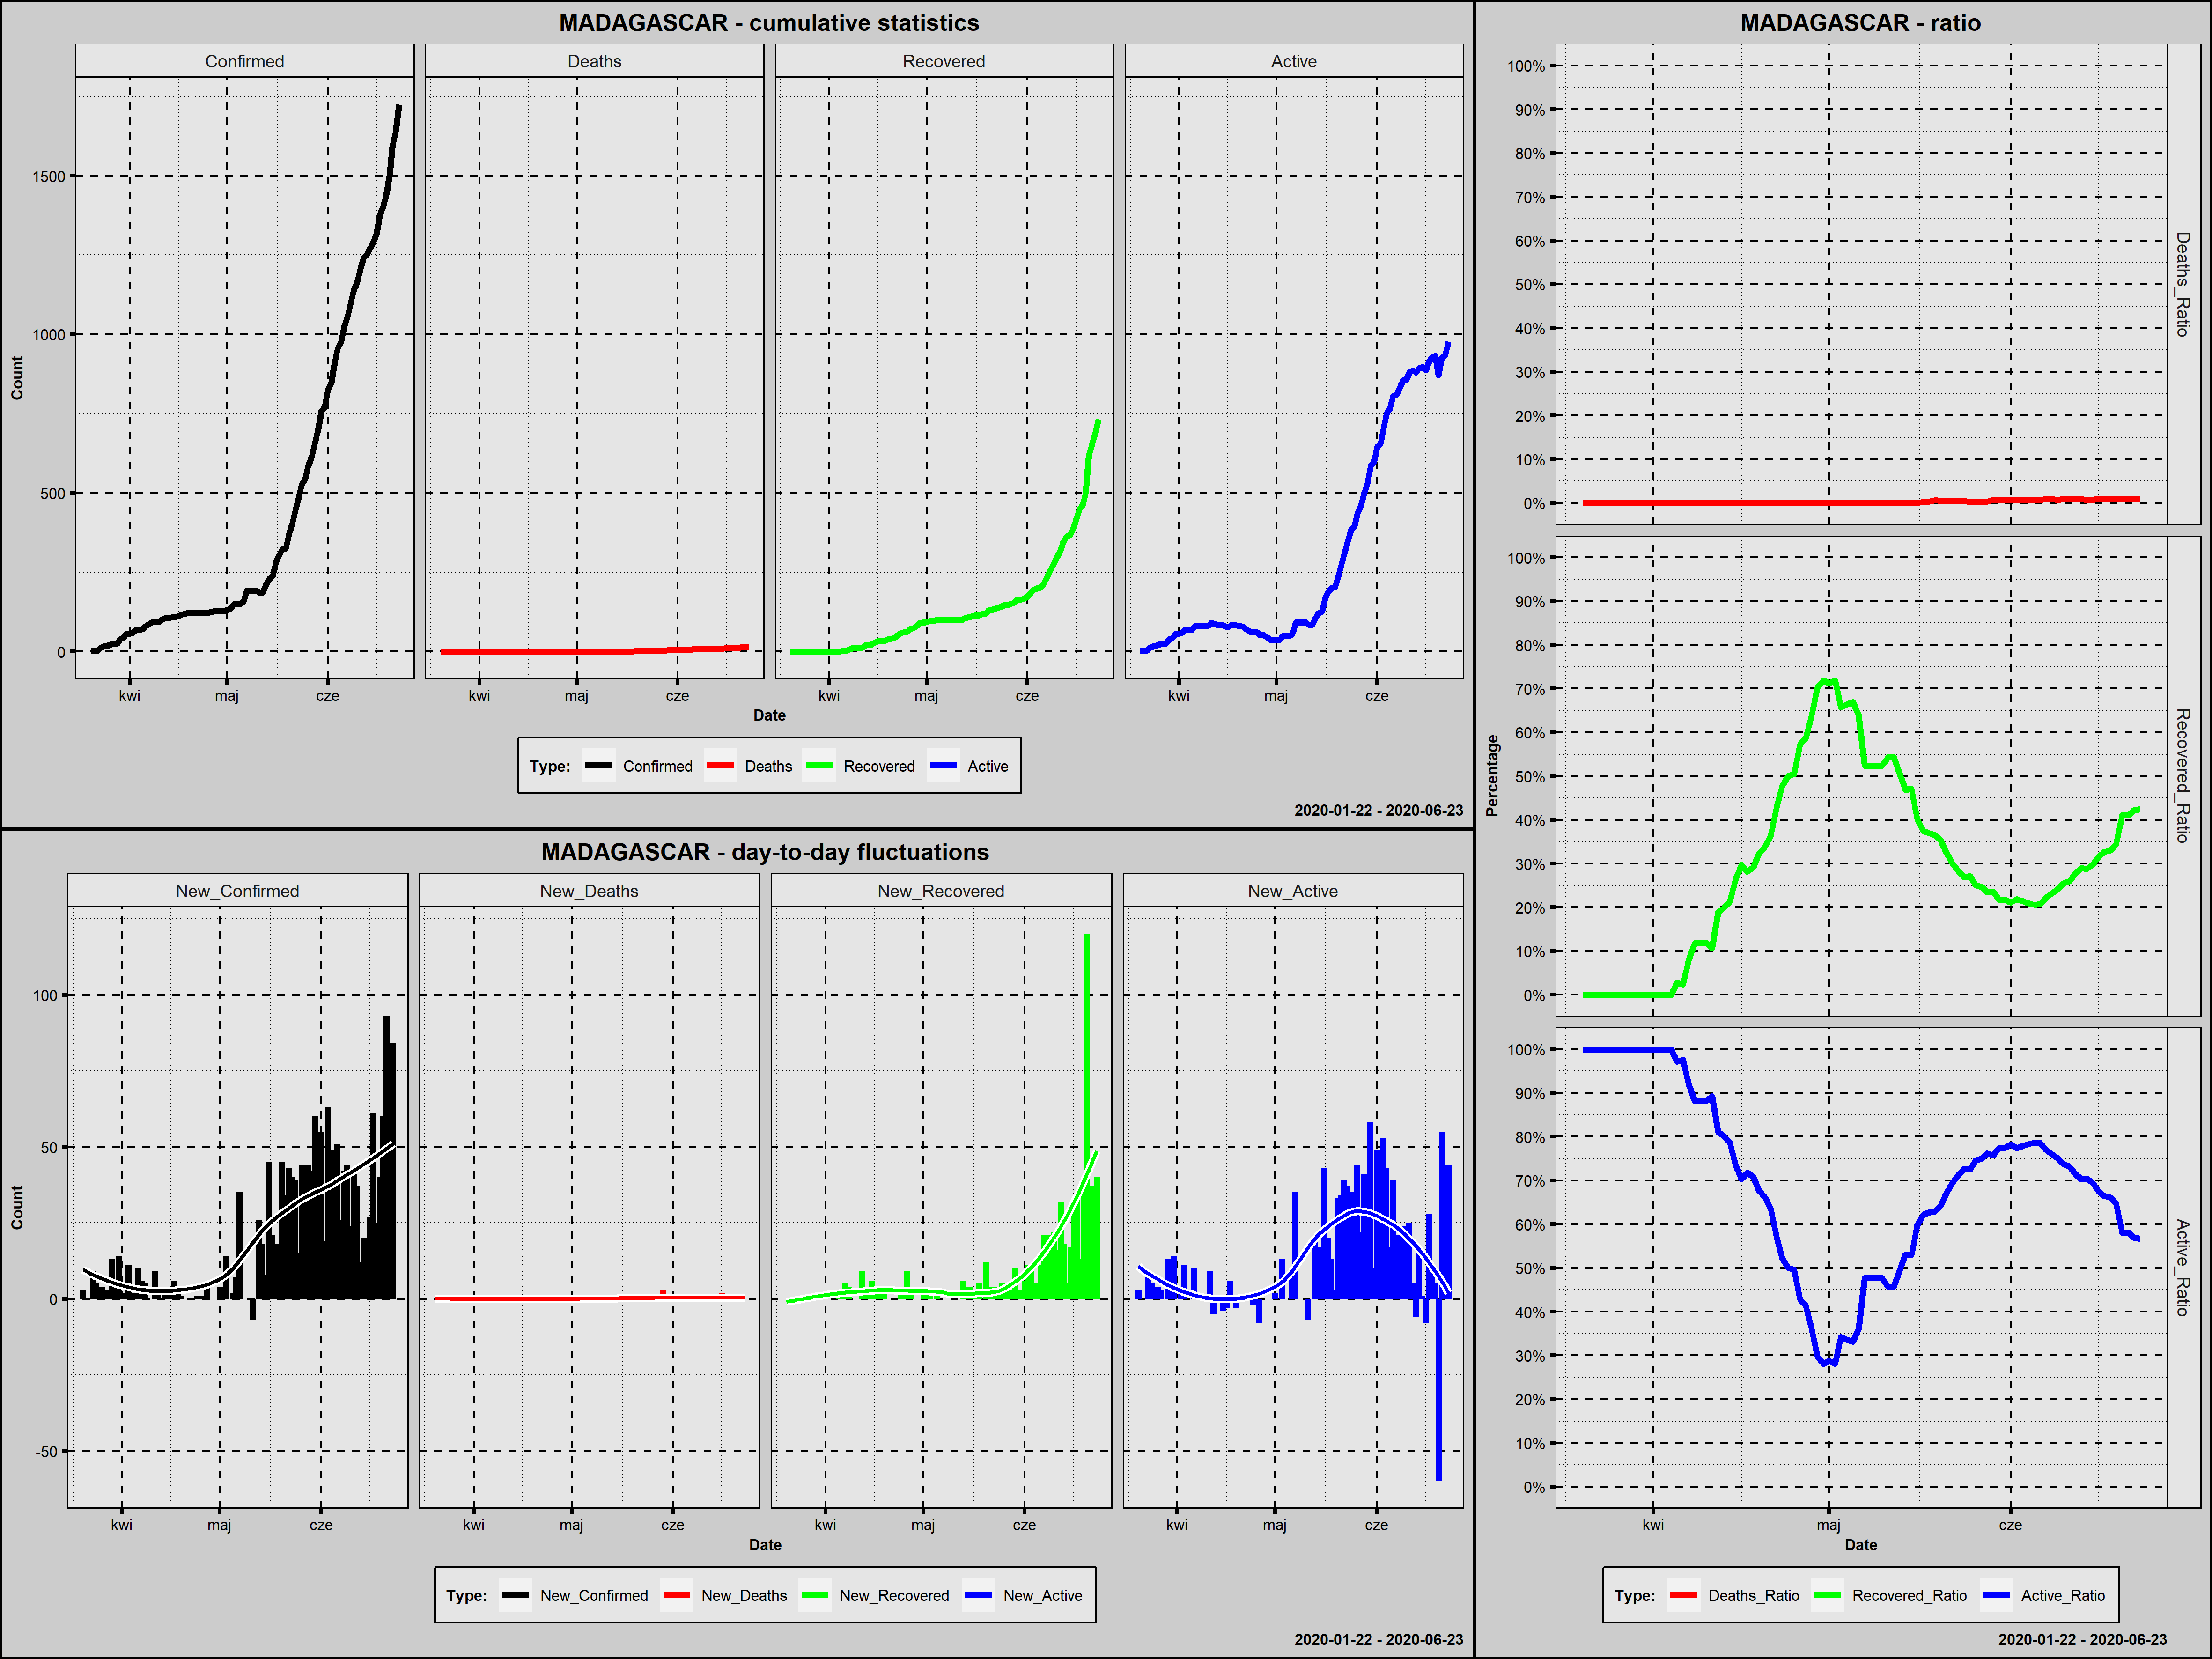 MADAGASCAR - cumulative statistics
Confirmed Deaths Recovered Active
Count
1500
1000
500
0
kwi maj cze kwi maj cze kwi maj cze kwi maj cze
Date
Type: Confirmed Deaths Recovered Active
2020-01-22 - 2020-06-23
MADAGASCAR - day-to-day fluctuations
New_Confirmed New_Deaths New_Recovered New_Active
Count
100
50
0
-50
kwi maj cze kwi maj cze kwi maj cze kwi maj cze
Date
Type: New_Confirmed New_Deaths New_Recovered New_Active
2020-01-22 - 2020-06-23
MADAGASCAR - ratio
Percentage
100%
90%
80%
70%
60%
50%
40%
30%
20%
10%
0%
Deaths_Ratio
100%
90%
80%
70%
60%
50%
40%
30%
20%
10%
0%
Recovered_Ratio
100%
90%
80%
70%
60%
50%
40%
30%
20%
10%
0%
Active_Ratio
kwi maj cze
Date
Type: Deaths_Ratio Recovered_Ratio Active_Ratio
2020-01-22 - 2020-06-23